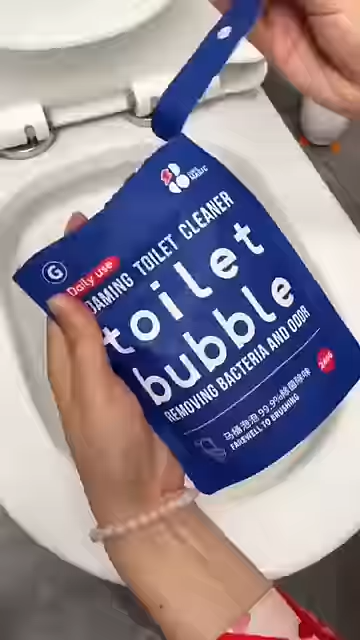 MAGIC
G
Daily use
FOAMING TOILET CLEANER
toilet
bubble
REMOVING BACTERIA AND ODOR
马桶泡泡 99.9%除菌除味
FAREWELL TO BRUSHING